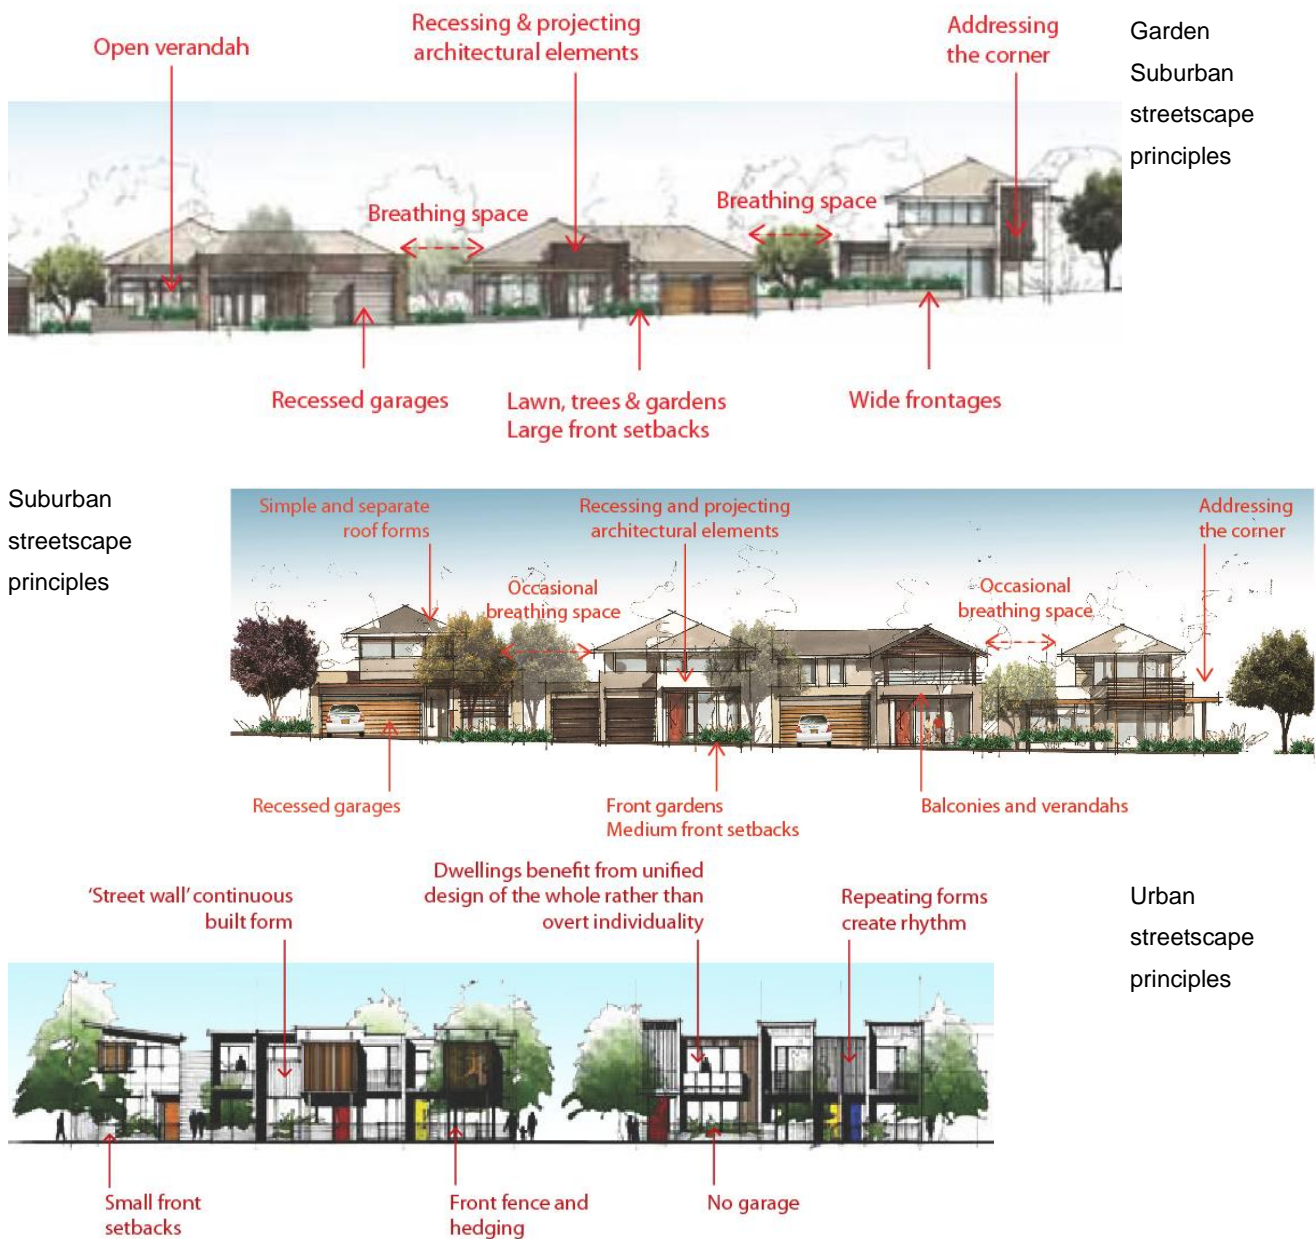 Open verandah
Recessing & projecting
architectural elements
Addressing
the corner
Garden
Suburban
streetscape
principles
Breathing space
Breathing space
Recessed garages
Lawn, trees & gardens
Large front setbacks
Wide frontages
Suburban
streetscape
principles
Simple and separate
roof forms
Recessing and projecting
architectural elements
Addressing
the corner
Occasional
breathing space
Occasional
breathing space
Recessed garages
Front gardens
Medium front setbacks
Balconies and verandahs
'Street wall' continuous
built form
Dwellings benefit from unified
design of the whole rather than
overt individuality
Repeating forms
create rhythm
Urban
streetscape
principles
Small front
setbacks
Front fence and
hedging
No garage